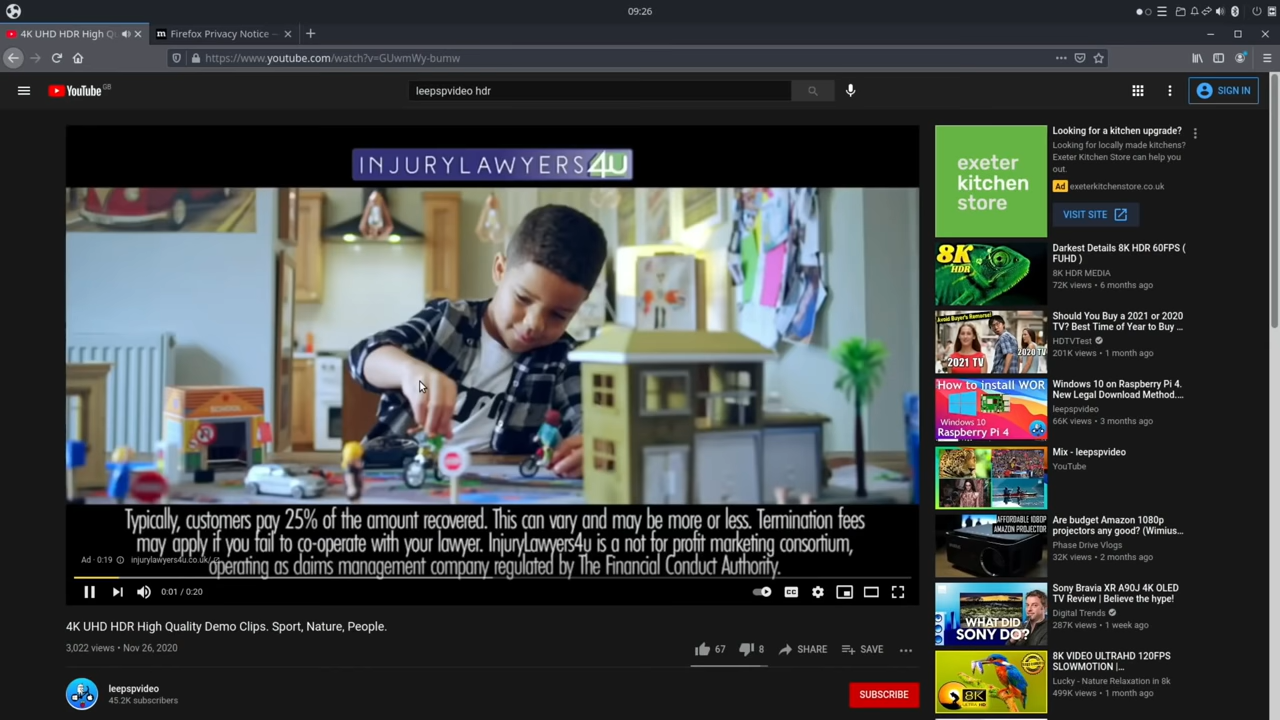 09:26
4K UHD HDR High Q
Firefox Privacy Notice —
https://www.youtube.com/watch?v=GUwmWy-bumw
YouTube GB
leepspvideo hdr
SIGN IN
INJURYLAWYERS4U
SCHOOL
Typically, customers pay 25% of the amount recovered. This can vary and may be more or less. Termination fees
may apply if you fail to co-operate with your lawyer. InjuryLawyers4u is a not for profit marketing consortium,
operating as claims managment company regulated by The Financial Conduct Authority.
Ad · 0:19
injurylawyers4u.co.uk/
0:01 / 0:20
4K UHD HDR High Quality Demo Clips. Sport, Nature, People.
3,022 views • Nov 26, 2020
67
8
SHARE
SAVE
leepspvideo
45.2K subscribers
SUBSCRIBE
exeter
kitchen
store
Looking for a kitchen upgrade?
Looking for locally made kitchens?
Exeter Kitchen Store can help you
out.
Ad exeterkitchenstore.co.uk
VISIT SITE
8K
HDR
Darkest Details 8K HDR 60FPS (
FUHD )
8K HDR MEDIA
72K views • 6 months ago
Avoid Buyer's Remorse!
2021 TV
2020 TV
Should You Buy a 2021 or 2020
TV? Best Time of Year to Buy ...
HDTVTest
201K views • 1 month ago
How to install WOR
Windows 10
Raspberry Pi 4
Windows 10 on Raspberry Pi 4.
New Legal Download Method....
leepspvideo
66K views • 3 months ago
Mix - leepspvideo
YouTube
AFFORDABLE 1080P
AMAZON PROJECTOR
Are budget Amazon 1080p
projectors any good? (Wimius...
Phase Drive Vlogs
32K views • 2 months ago
WHAT DID
SONY DO?
Sony Bravia XR A90J 4K OLED
TV Review | Believe the hype!
Digital Trends
287K views • 1 week ago
8K
8K VIDEO ULTRAHD 120FPS
SLOWMOTION |...
Lucky - Nature Relaxation in 8k
499K views • 1 month ago